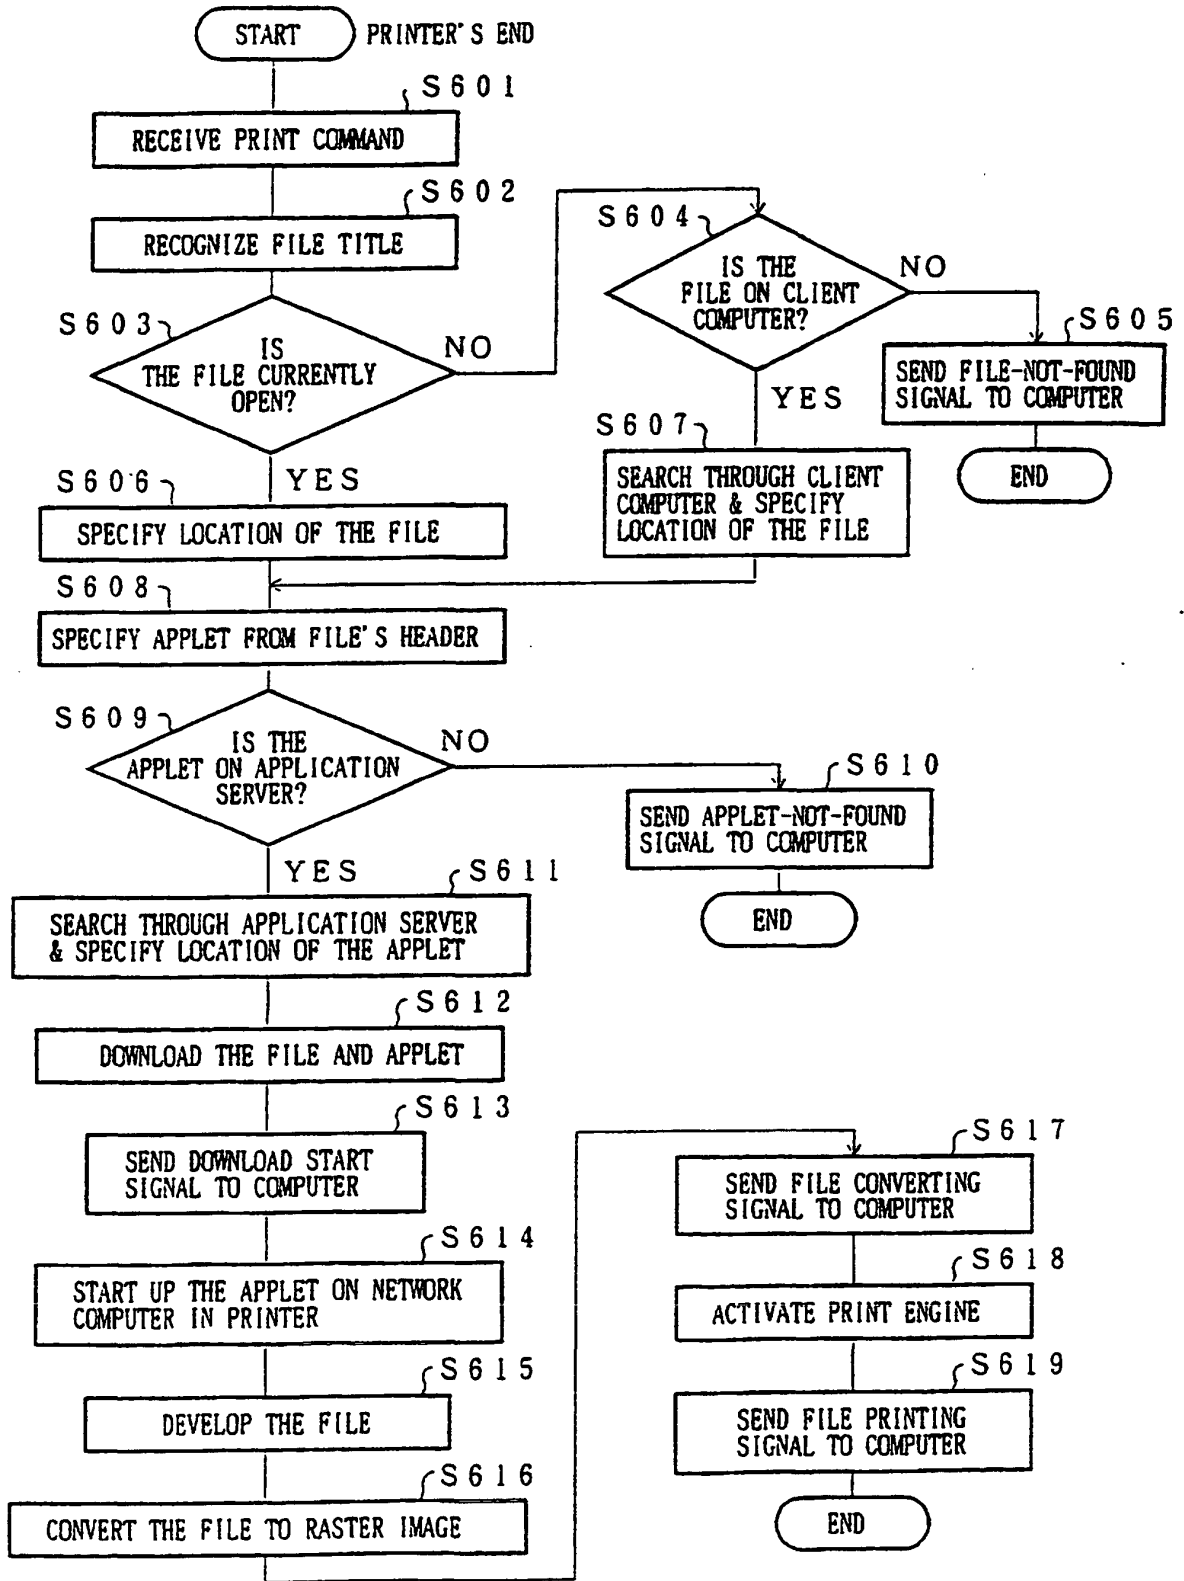 START
PRINTER'S END
S601
RECEIVE PRINT COMMAND
S602
RECOGNIZE FILE TITLE
S603
IS
THE FILE CURRENTLY
OPEN?
NO
S604
IS THE
FILE ON CLIENT
COMPUTER?
NO
S605
SEND FILE-NOT-FOUND
SIGNAL TO COMPUTER
END
YES
S607
SEARCH THROUGH CLIENT
COMPUTER & SPECIFY
LOCATION OF THE FILE
YES
S606
SPECIFY LOCATION OF THE FILE
S608
SPECIFY APPLET FROM FILE'S HEADER
S609
IS THE
APPLET ON APPLICATION
SERVER?
NO
S610
SEND APPLET-NOT-FOUND
SIGNAL TO COMPUTER
END
YES
S611
SEARCH THROUGH APPLICATION SERVER
& SPECIFY LOCATION OF THE APPLET
S612
DOWNLOAD THE FILE AND APPLET
S613
SEND DOWNLOAD START
SIGNAL TO COMPUTER
S614
START UP THE APPLET ON NETWORK
COMPUTER IN PRINTER
S615
DEVELOP THE FILE
S616
CONVERT THE FILE TO RASTER IMAGE
S617
SEND FILE CONVERTING
SIGNAL TO COMPUTER
S618
ACTIVATE PRINT ENGINE
S619
SEND FILE PRINTING
SIGNAL TO COMPUTER
END